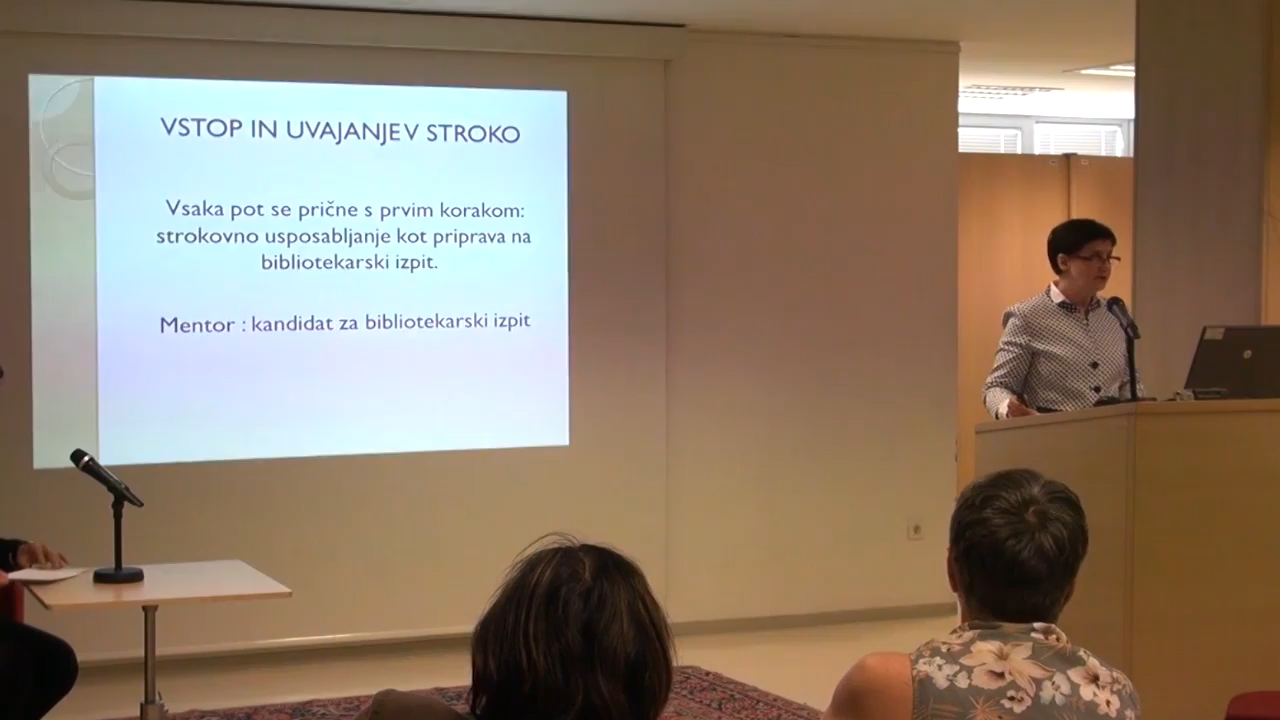 VSTOP IN UVAJANJE V STROKO
Vsaka pot se prične s prvim korakom:
strokovno usposabljanje kot priprava na
bibliotekarski izpit.
Mentor : kandidat za bibliotekarski izpit